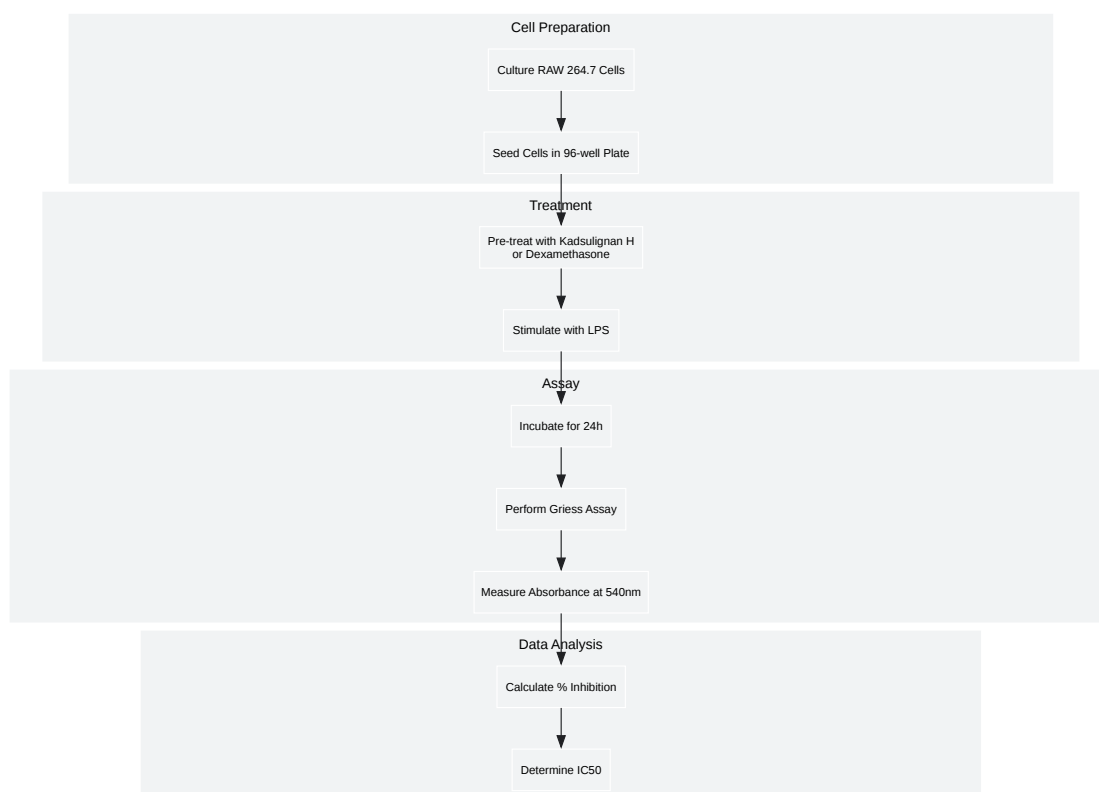 Cell Preparation
Culture RAW 264.7 Cells
Seed Cells in 96-well Plate
Treatment
Pre-treat with Kadsulignan H
or Dexamethasone
Stimulate with LPS
Assay
Incubate for 24h
Perform Griess Assay
Measure Absorbance at 540nm
Data Analysis
Calculate % Inhibition
Determine IC50